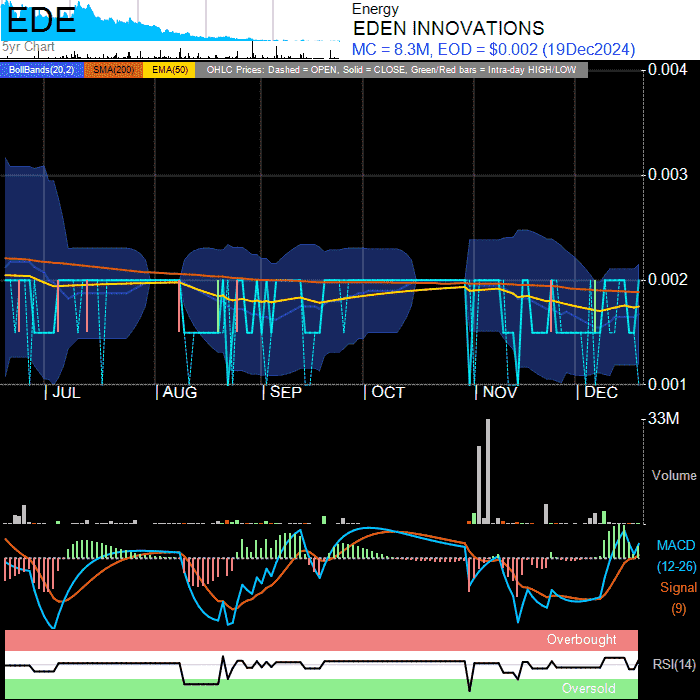 EDE
5yr Chart
Energy
EDEN INNOVATIONS
MC = 8.3M, EOD = $0.002 (19Dec2024)
BollBands(20,2) SMA(200) EMA(50) OHLC Prices: Dashed = OPEN, Solid = CLOSE, Green/Red bars = Intra-day HIGH/LOW
0.004
0.003
0.002
0.001
JUL AUG SEP OCT NOV DEC
33M
Volume
MACD
(12-26)
Signal
(9)
Overbought
RSI(14)
Oversold